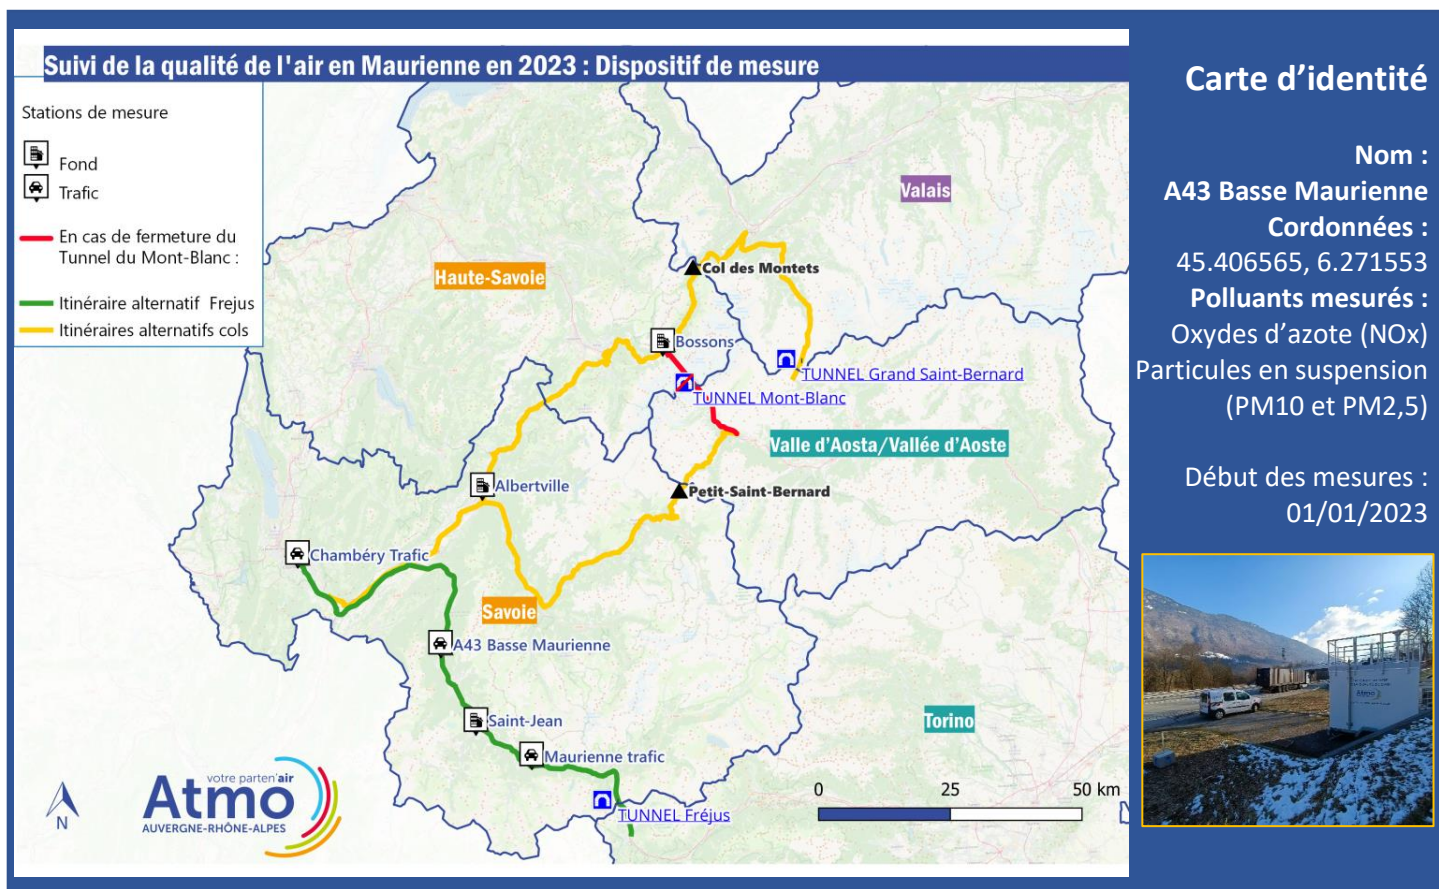 Suivi de la qualité de l'air en Maurienne en 2023 : Dispositif de mesure
Stations de mesure
Fond
Trafic
En cas de fermeture du
Tunnel du Mont-Blanc :
Itinéraire alternatif Frejus
Itinéraires alternatifs cols
Valais
Haute-Savoie
Col des Montets
Bossons
TUNNEL Grand Saint-Bernard
TUNNEL Mont-Blanc
Valle d'Aosta/Vallée d'Aoste
Albertville
Petit-Saint-Bernard
Chambéry Trafic
Savoie
A43 Basse Maurienne
Saint-Jean
Torino
Maurienne trafic
TUNNEL Fréjus
0 25 50 km
N
votre parten'air
Atmo
AUVERGNE-RHÔNE-ALPES
Carte d'identité
Nom :
A43 Basse Maurienne
Cordonnées :
45.406565, 6.271553
Polluants mesurés :
Oxydes d'azote (NOx)
Particules en suspension
(PM10 et PM2,5)
Début des mesures :
01/01/2023
Atmo